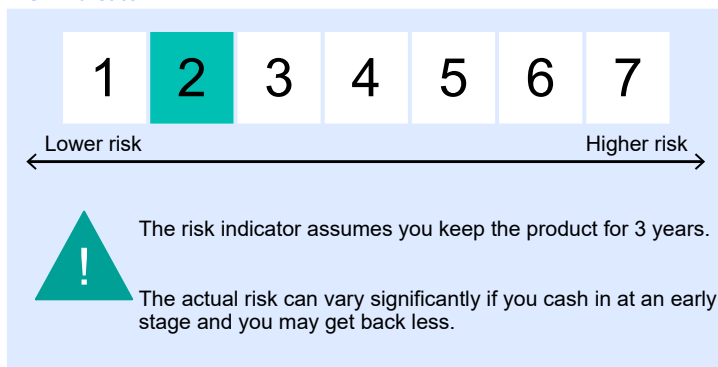 1 2 3 4 5 6 7
Lower risk Higher risk
!
The risk indicator assumes you keep the product for 3 years.
The actual risk can vary significantly if you cash in at an early
stage and you may get back less.